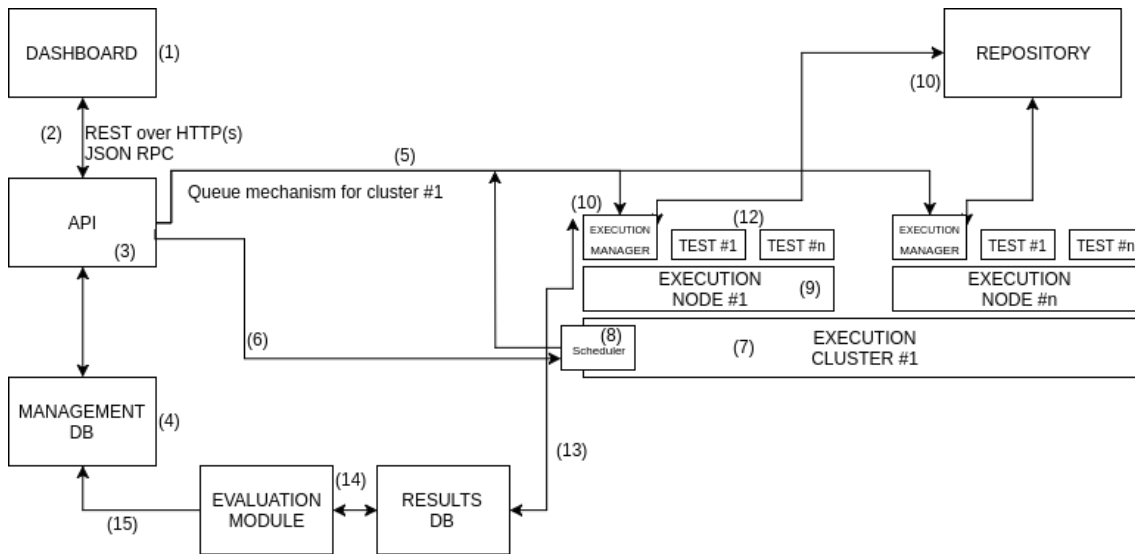 DASHBOARD
(1)
REPOSITORY
(10)
(2)
REST over HTTP(s)
JSON RPC
(5)
Queue mechanism for cluster #1
API
(3)
(10)
(12)
EXECUTION
MANAGER
TEST #1
TEST #n
EXECUTION
MANAGER
TEST #1
TEST #n
EXECUTION
NODE #1
(9)
EXECUTION
NODE #n
(6)
(8)
Scheduler
(7)
EXECUTION
CLUSTER #1
MANAGEMENT
DB
(4)
(13)
(14)
EVALUATION
MODULE
RESULTS
DB
(15)